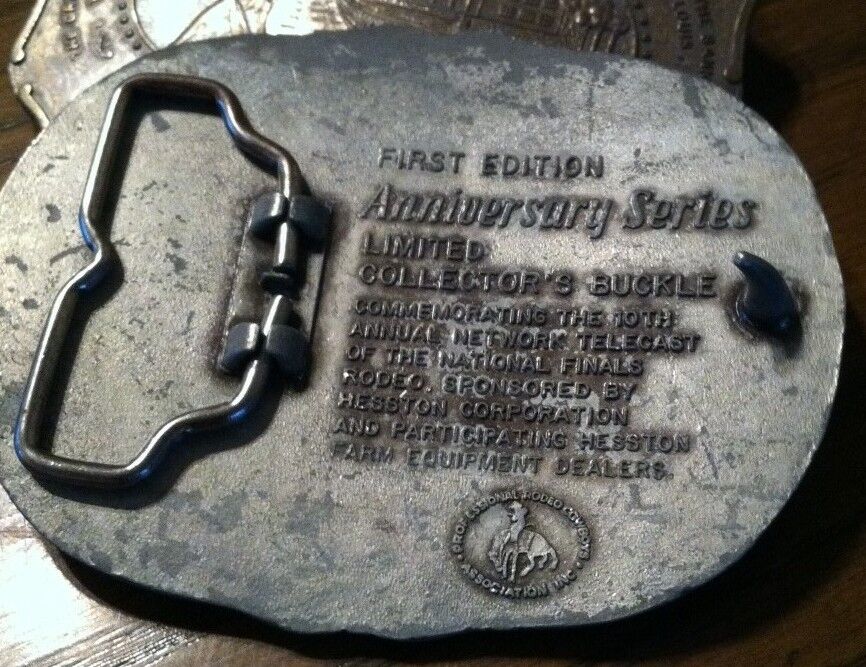 FIRST EDITION
Anniversary Series
LIMITED
COLLECTOR'S BUCKLE
COMMEMORATING THE 10TH
ANNUAL NETWORK TELECAST
OF THE NATIONAL FINALS
RODEO. SPONSORED BY
HESSTON CORPORATION
AND PARTICIPATING HESSTON
FARM EQUIPMENT DEALERS.
PROFESSIONAL RODEO COWBOYS
ASSOCIATION, INC.